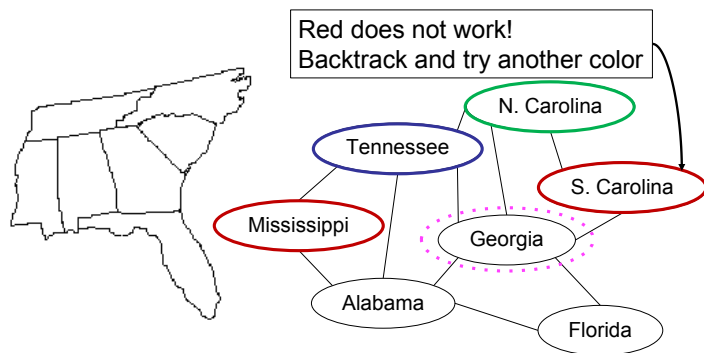 Red does not work!
Backtrack and try another color
N. Carolina
Tennessee
S. Carolina
Mississippi
Georgia
Alabama
Florida